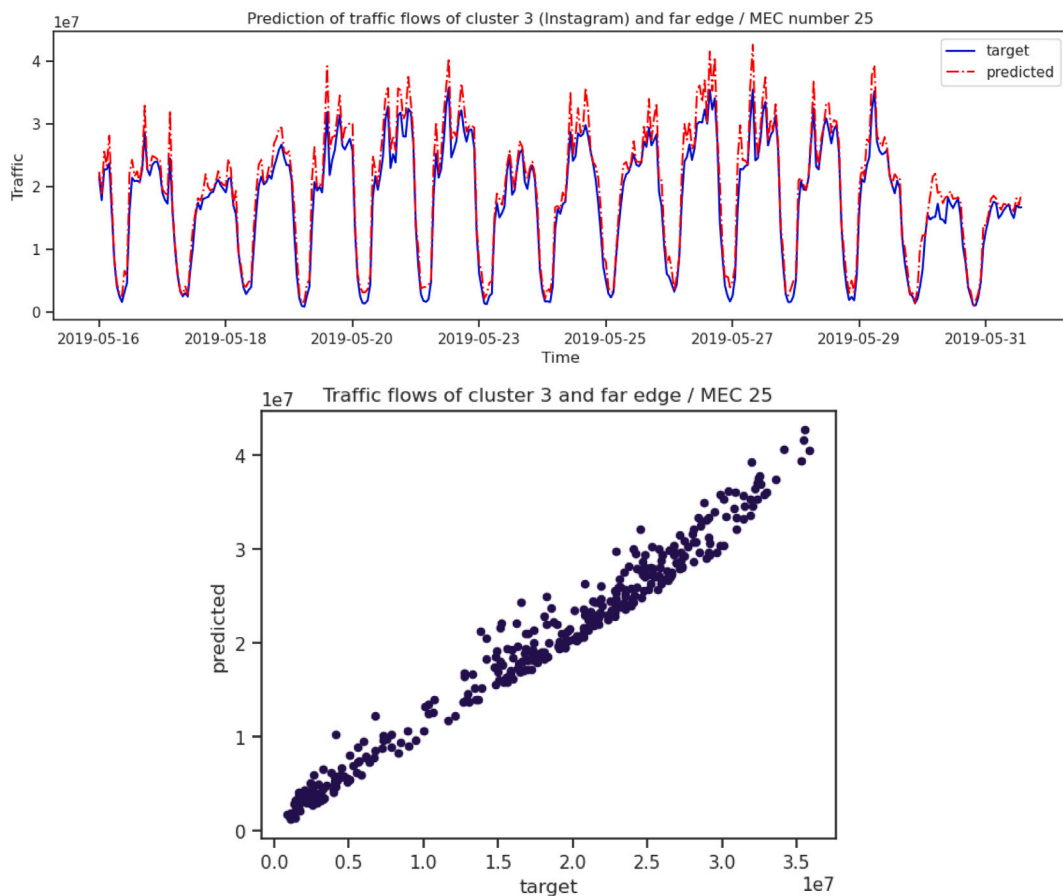 Prediction of traffic flows of cluster 3 (Instagram) and far edge / MEC number 25
1e7
target
predicted
4
3
2
1
0
Traffic
2019-05-16 2019-05-18 2019-05-20 2019-05-23 2019-05-25 2019-05-27 2019-05-29 2019-05-31
Time
Traffic flows of cluster 3 and far edge / MEC 25
1e7
4
3
2
1
0
predicted
0.0 0.5 1.0 1.5 2.0 2.5 3.0 3.5
1e7
target